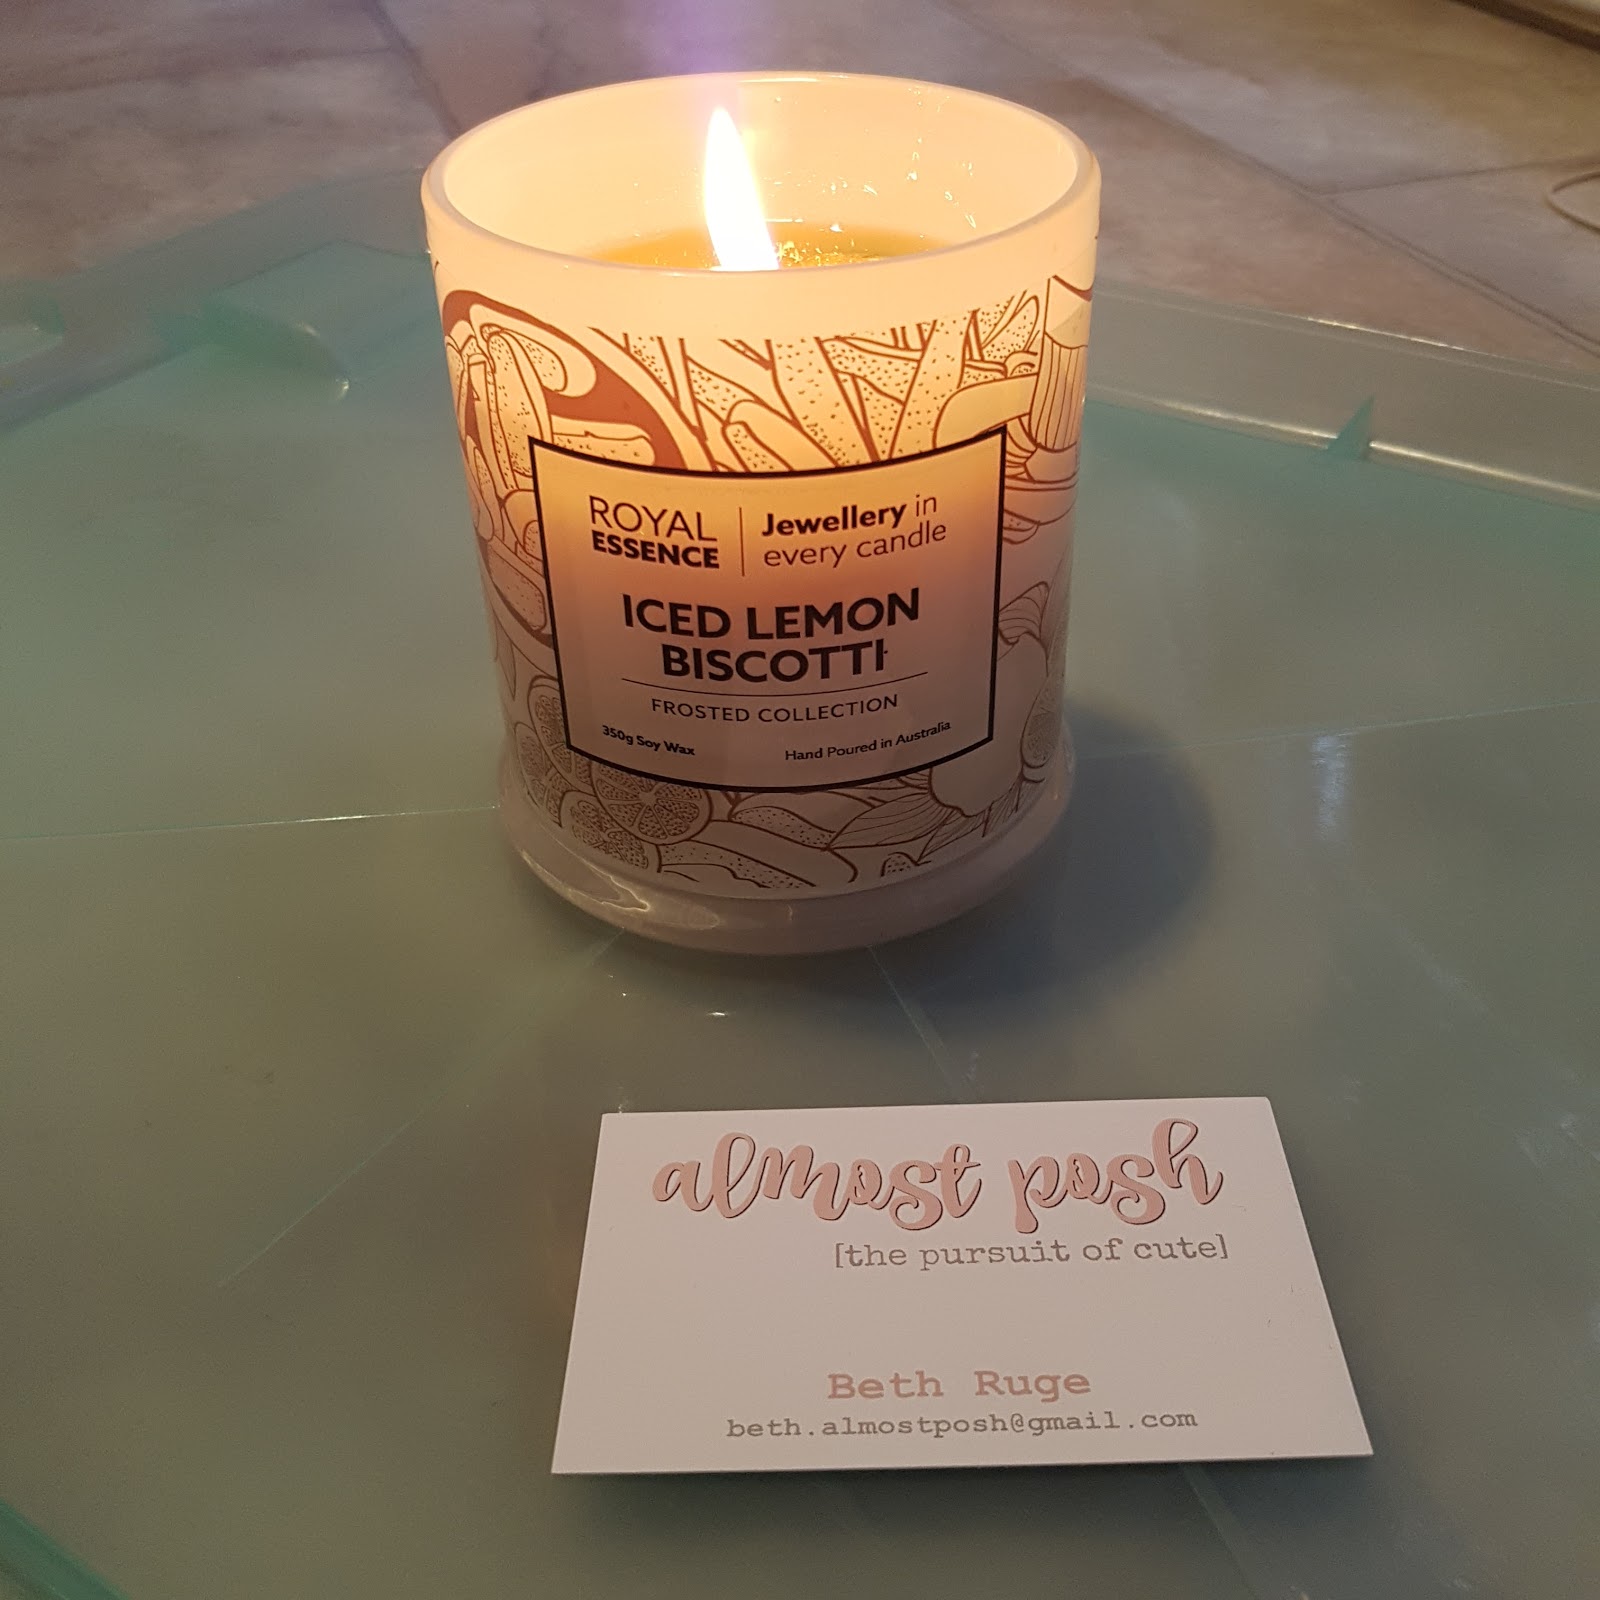 ROYAL
ESSENCE
Jewellery in
every candle
ICED LEMON
BISCOTTI
FROSTED COLLECTION
350g Soy Wax
Hand Poured in Australia
almost posh
[the pursuit of cute]
Beth Ruge
beth.almostposh@gmail.com